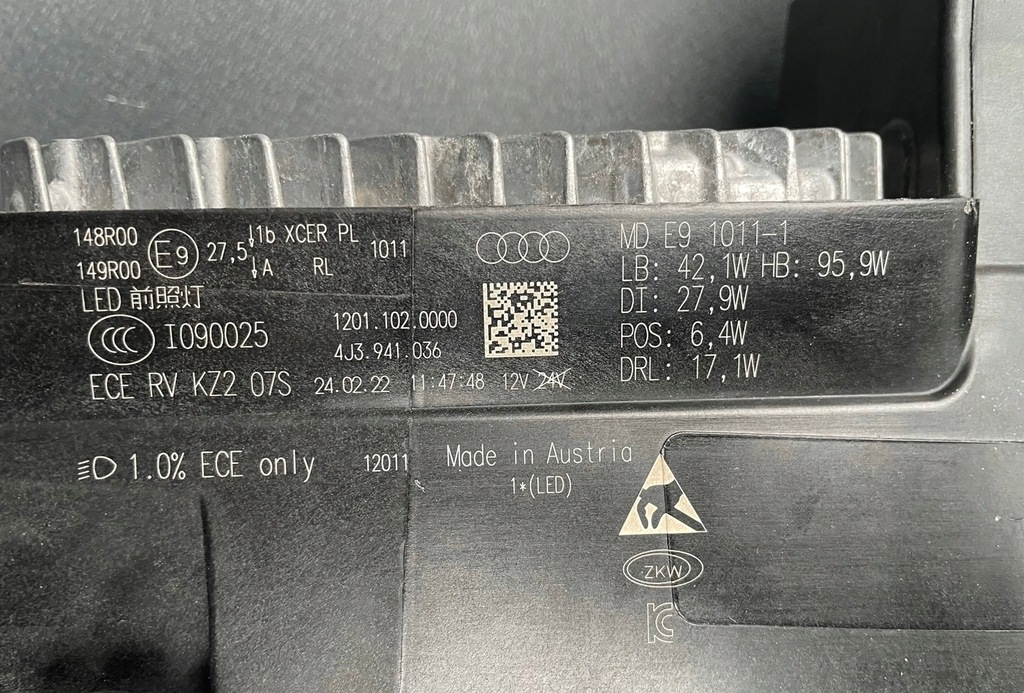 148R00
149R00
E9
27,5
1b XCER PL
A RL
1011
LED 前照灯
CCC I090025
1201.102.0000
4J3.941.036
ECE RV KZ2 07S 24.02.22 11:47:48 12V 24V
MD E9 1011-1
LB: 42,1W HB: 95,9W
DI: 27,9W
POS: 6,4W
DRL: 17,1W
1.0% ECE only 12011
Made in Austria
1*(LED)
ZKW